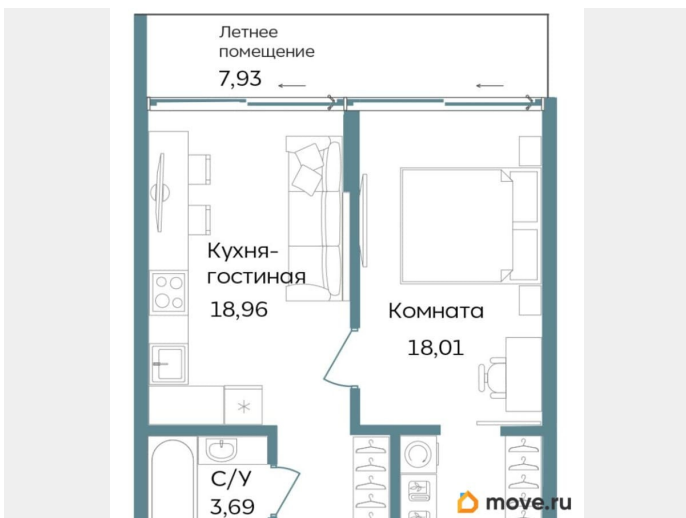 Летнее
помещение
7,93
Кухня-
гостиная
18,96
Комната
18,01
С/У
3,69
move.ru